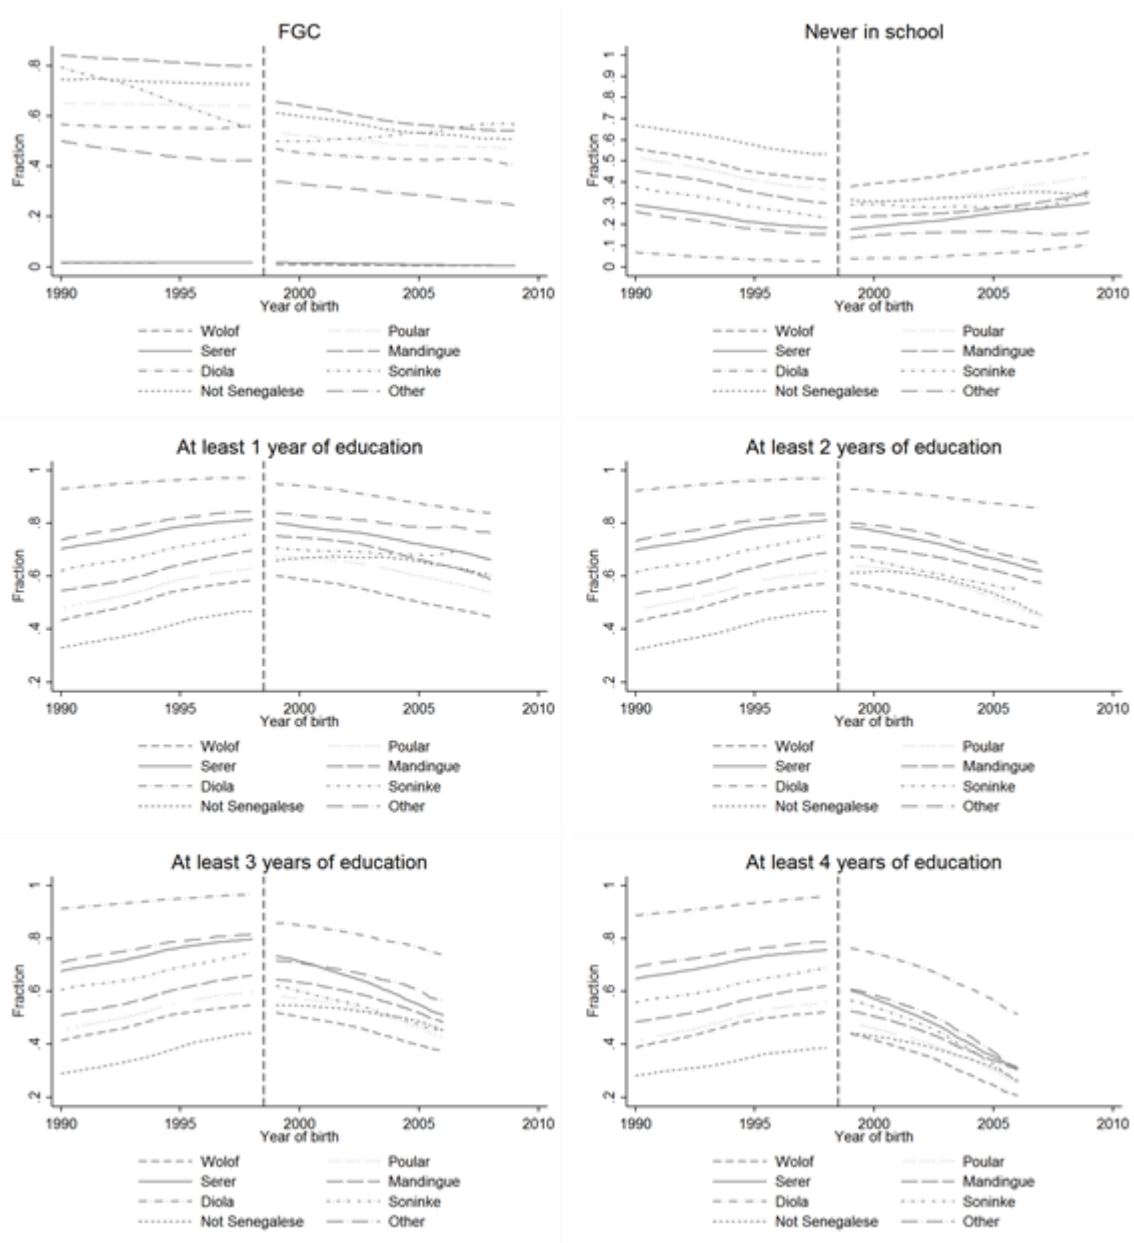 FGC
Fraction
.8
.6
.4
.2
0
1990 1995 2000 2005 2010
Year of birth
Wolof Poular
Serer Mandingue
Diola Soninke
Not Senegalese Other
Never in school
Fraction
1
.9
.8
.7
.6
.5
.4
.3
.2
.1
0
1990 1995 2000 2005 2010
Year of birth
Wolof Poular
Serer Mandingue
Diola Soninke
Not Senegalese Other
At least 1 year of education
Fraction
1
.8
.6
.4
.2
1990 1995 2000 2005 2010
Year of birth
Wolof Poular
Serer Mandingue
Diola Soninke
Not Senegalese Other
At least 2 years of education
Fraction
1
.8
.6
.4
.2
1990 1995 2000 2005 2010
Year of birth
Wolof Poular
Serer Mandingue
Diola Soninke
Not Senegalese Other
At least 3 years of education
Fraction
1
.8
.6
.4
.2
1990 1995 2000 2005 2010
Year of birth
Wolof Poular
Serer Mandingue
Diola Soninke
Not Senegalese Other
At least 4 years of education
Fraction
1
.8
.6
.4
.2
1990 1995 2000 2005 2010
Year of birth
Wolof Poular
Serer Mandingue
Diola Soninke
Not Senegalese Other